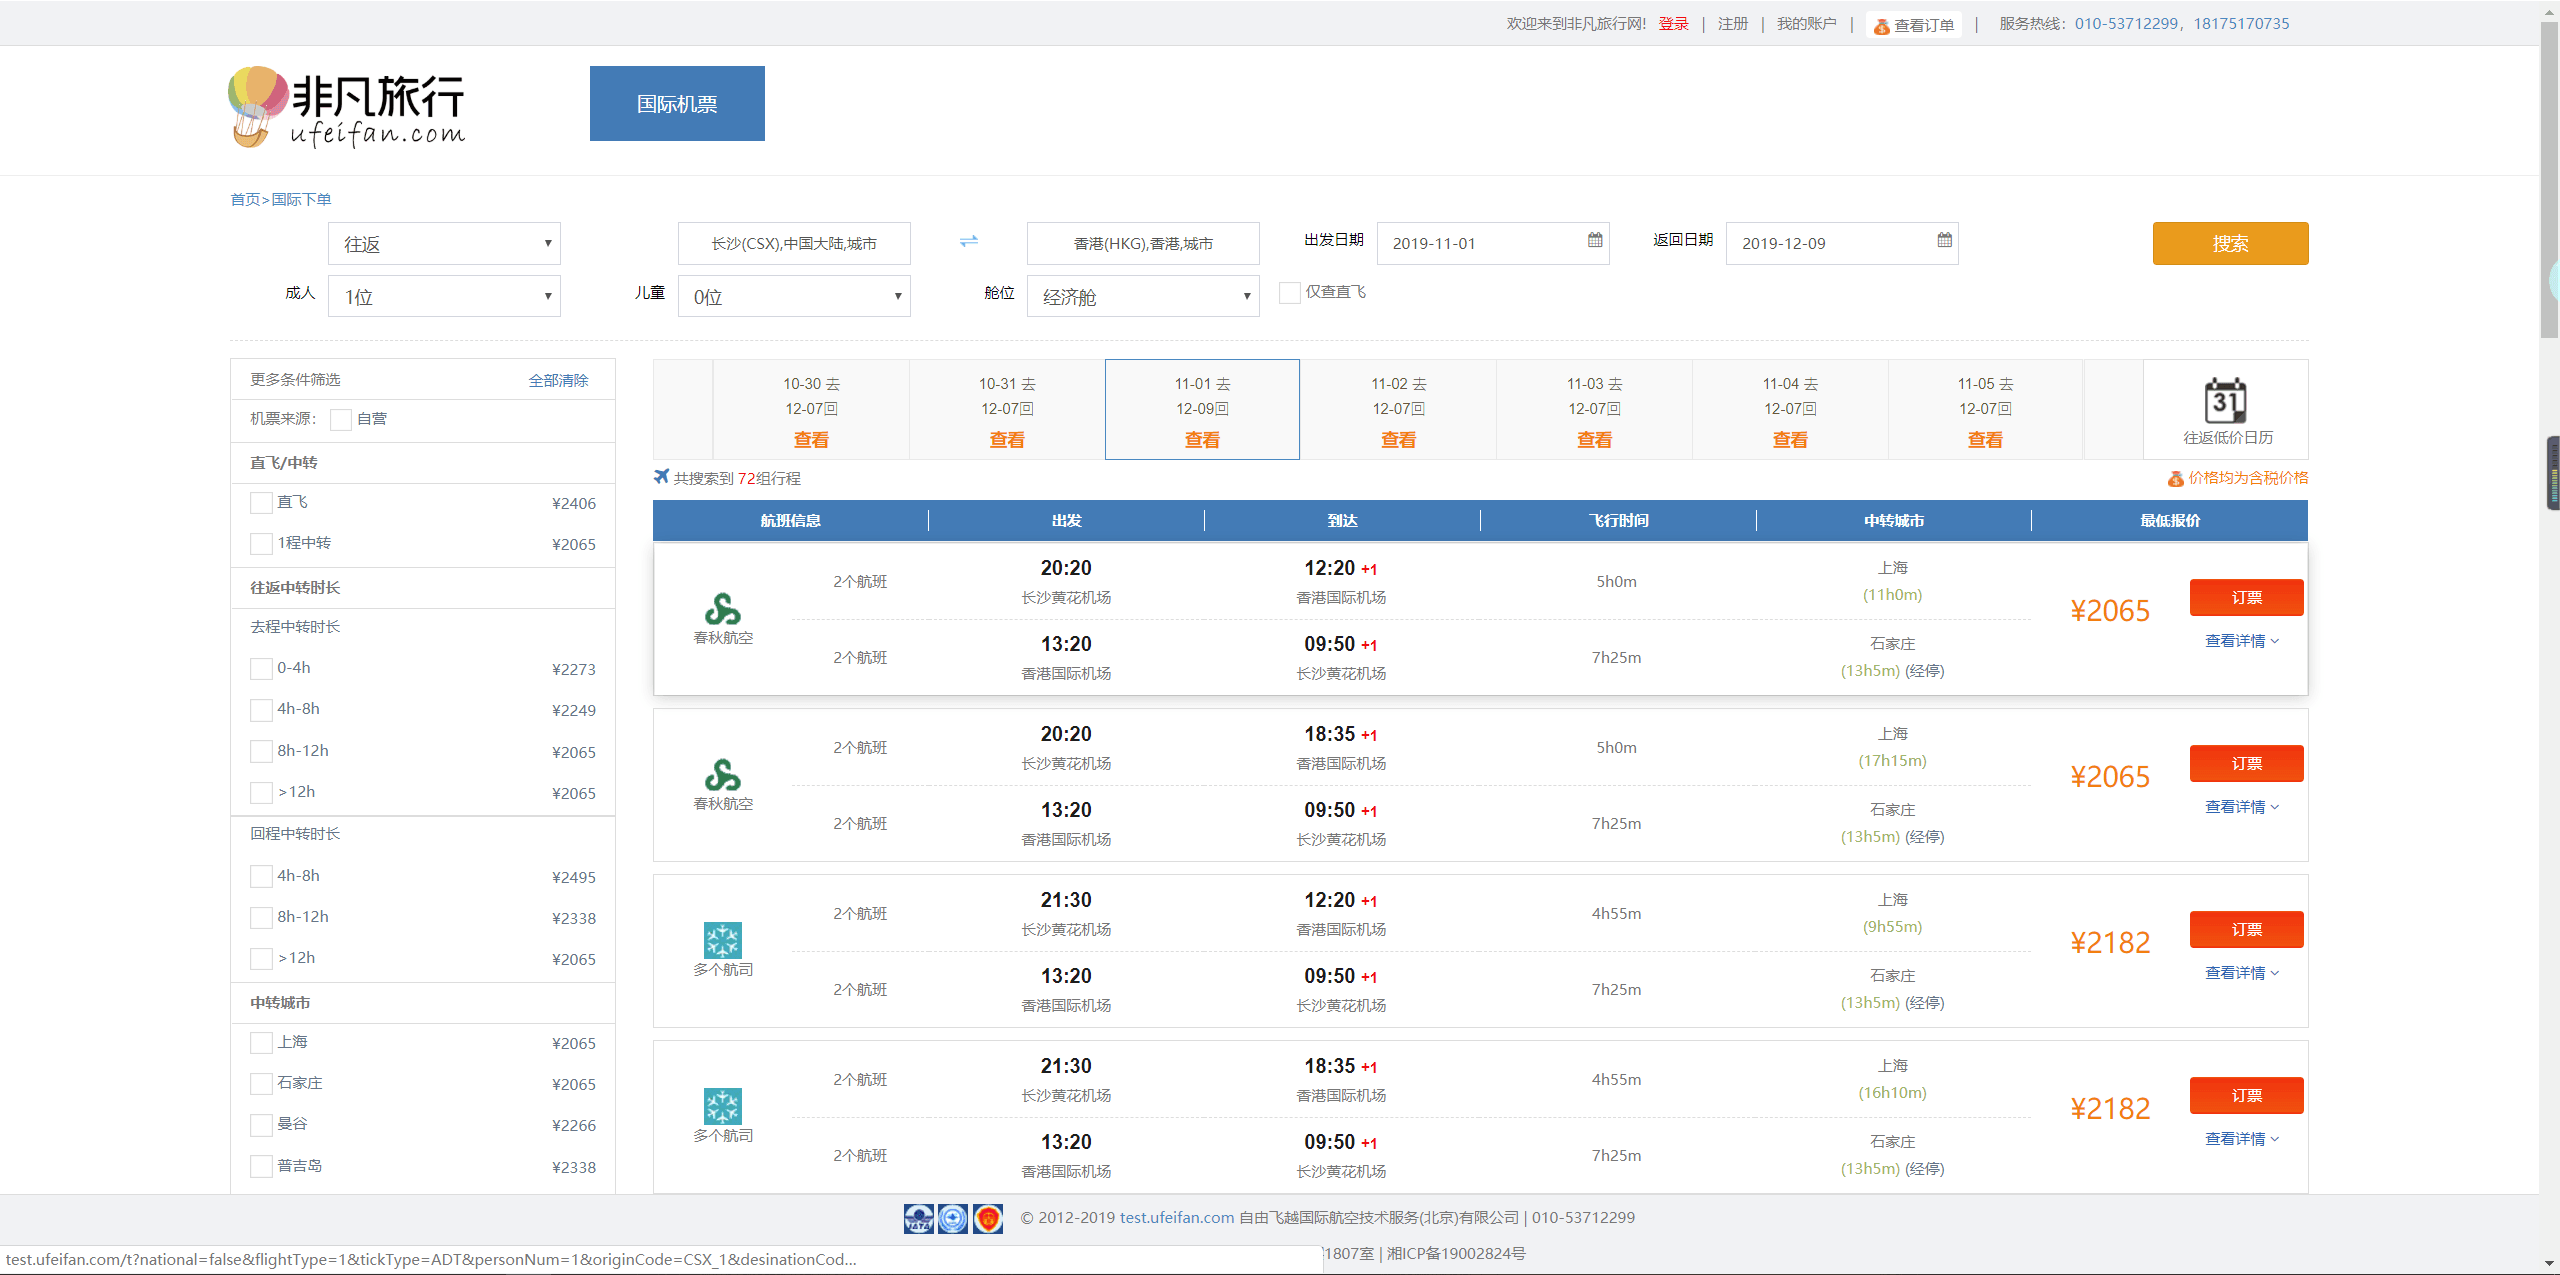 欢迎来到非凡旅行网! 登录 | 注册 | 我的账户 | 查看订单 | 服务热线: 010-53712299, 18175170735
非凡旅行
ufeifan.com
国际机票
首页>国际下单
往返 长沙(CSX),中国大陆,城市 香港(HKG),香港,城市 出发日期 2019-11-01 返回日期 2019-12-09 搜索
成人 1位 儿童 0位 舱位 经济舱 仅查直飞
更多条件筛选 全部清除
机票来源: 自营
直飞/中转
直飞 ¥2406
1程中转 ¥2065
往返中转时长
去程中转时长
0-4h ¥2273
4h-8h ¥2249
8h-12h ¥2065
>12h ¥2065
回程中转时长
4h-8h ¥2495
8h-12h ¥2338
>12h ¥2065
中转城市
上海 ¥2065
石家庄 ¥2065
曼谷 ¥2266
普吉岛 ¥2338
10-30 去 10-31 去 11-01 去 11-02 去 11-03 去 11-04 去 11-05 去
12-07回 12-07回 12-09回 12-07回 12-07回 12-07回 12-07回
查看 查看 查看 查看 查看 查看 查看
31
往返低价日历
共搜索到 72组行程 价格均为含税价格
航班信息 出发 到达 飞行时间 中转城市 最低报价
春秋航空
2个航班 20:20 12:20 +1 5h0m 上海
长沙黄花机场 香港国际机场 (11h0m)
2个航班 13:20 09:50 +1 7h25m 石家庄
香港国际机场 长沙黄花机场 (13h5m) (经停)
¥2065 订票
查看详情
春秋航空
2个航班 20:20 18:35 +1 5h0m 上海
长沙黄花机场 香港国际机场 (17h15m)
2个航班 13:20 09:50 +1 7h25m 石家庄
香港国际机场 长沙黄花机场 (13h5m) (经停)
¥2065 订票
查看详情
多个航司
2个航班 21:30 12:20 +1 4h55m 上海
长沙黄花机场 香港国际机场 (9h55m)
2个航班 13:20 09:50 +1 7h25m 石家庄
香港国际机场 长沙黄花机场 (13h5m) (经停)
¥2182 订票
查看详情
多个航司
2个航班 21:30 18:35 +1 4h55m 上海
长沙黄花机场 香港国际机场 (16h10m)
2个航班 13:20 09:50 +1 7h25m 石家庄
香港国际机场 长沙黄花机场 (13h5m) (经停)
¥2182 订票
查看详情
© 2012-2019 test.ufeifan.com 自由飞越国际航空技术服务(北京)有限公司 | 010-53712299
1807室 | 湘ICP备19002824号
test.ufeifan.com/t?national=false&flightType=1&tickType=ADT&personNum=1&originCode=CSX_1&desinationCod...